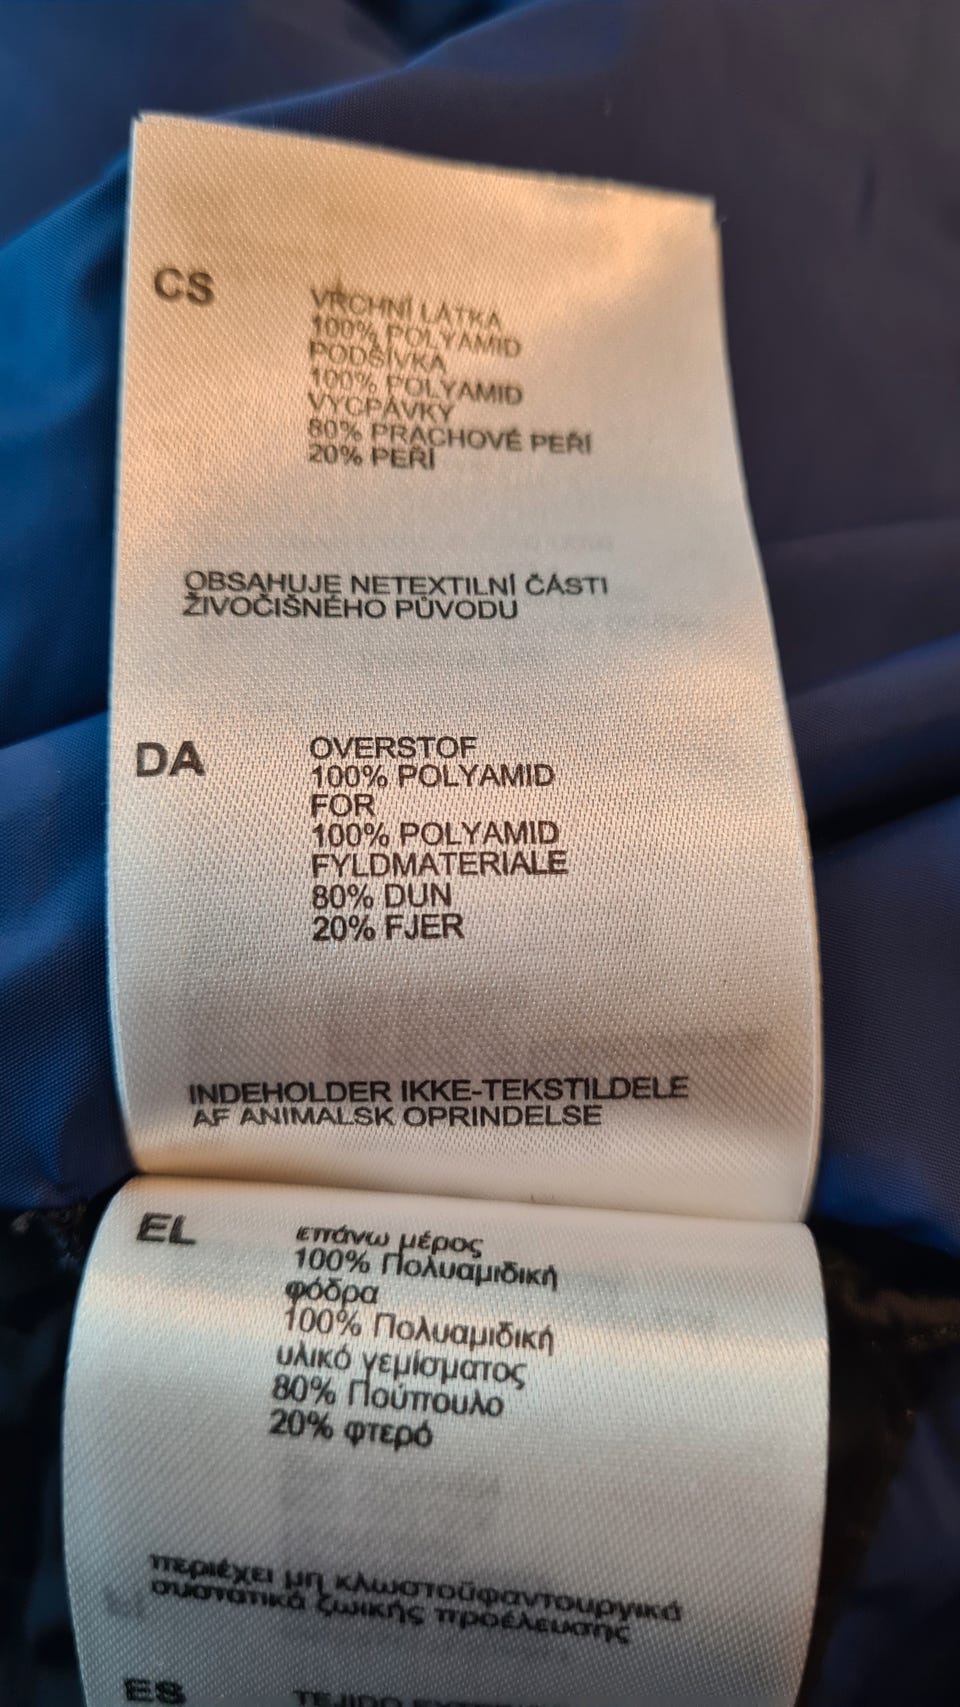 CS
VRCHNÍ LÁTKA
100% POLYAMID
PODŠÍVKA
100% POLYAMID
VYCPÁVKY
80% PRACHOVÉ PEŘÍ
20% PEŘÍ
OBSAHUJE NETEXTILNÍ ČÁSTI
ŽIVOČIŠNÉHO PŮVODU
DA
OVERSTOF
100% POLYAMID
FOR
100% POLYAMID
FYLDMATERIALE
80% DUN
20% FJER
INDEHOLDER IKKE-TEKSTILDELE
AF ANIMALSK OPRINDELSE
EL
επάνω μέρος
100% Πολυαμιδική
φόδρα
100% Πολυαμιδική
υλικό γεμίσματος
80% Πούπουλο
20% φτερό
περιέχει μη κλωστοϋφαντουργικά
συστατικά ζωικής προέλευσης
ES
TEJIDO